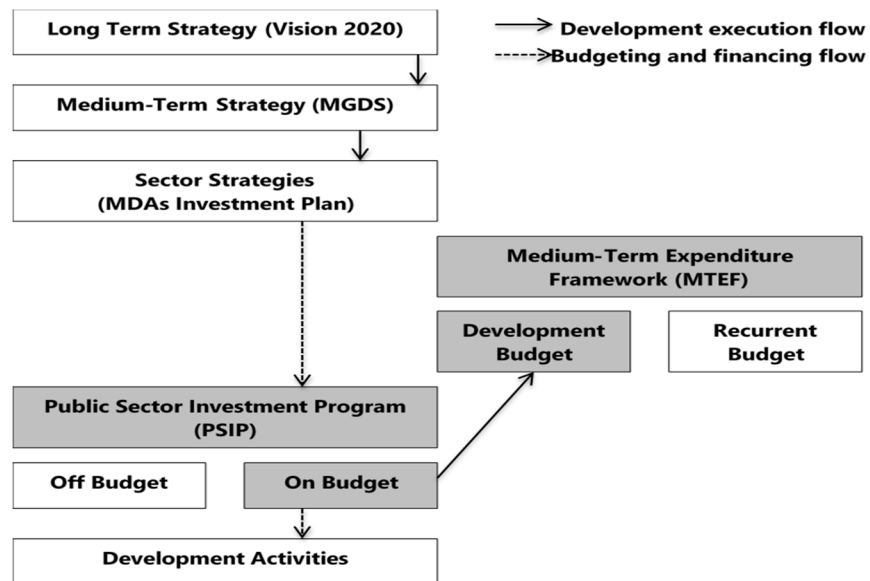 Long Term Strategy (Vision 2020)
Development execution flow
Budgeting and financing flow
Medium-Term Strategy (MGDS)
Sector Strategies
(MDAs Investment Plan)
Medium-Term Expenditure
Framework (MTEF)
Development
Budget
Recurrent
Budget
Public Sector Investment Program
(PSIP)
Off Budget
On Budget
Development Activities